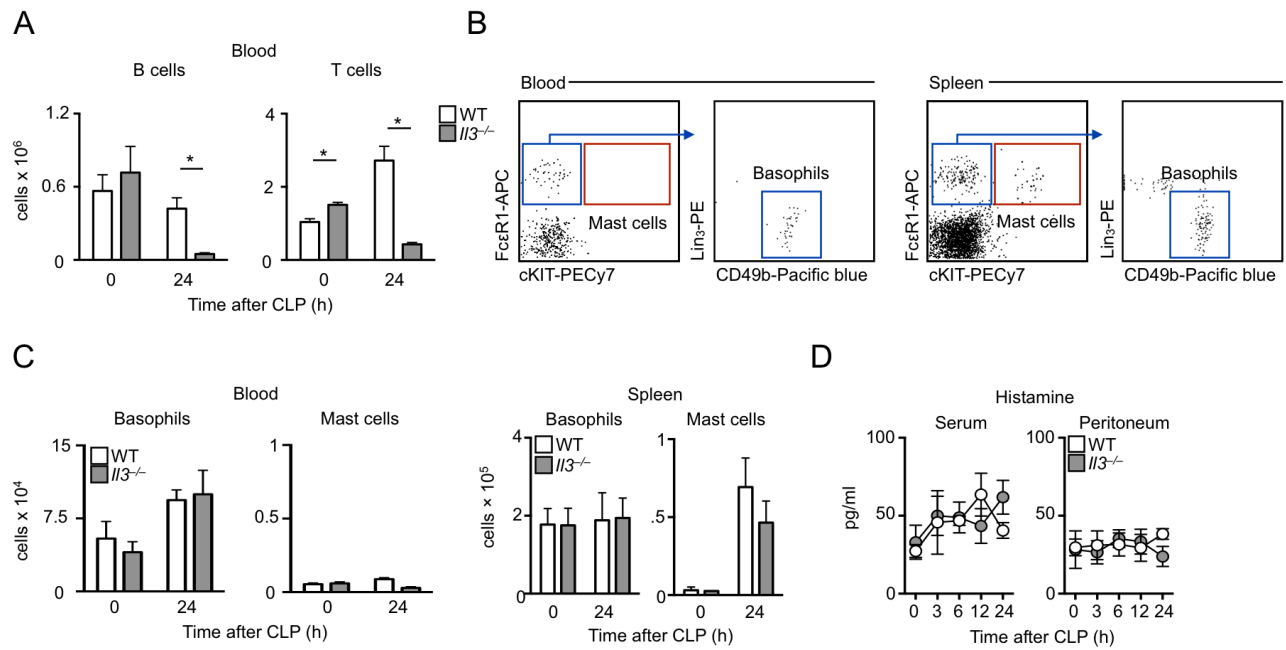 A
Blood
B cells
T cells
1.2
0.6
0
cells x 10⁶
0
24
4
2
0
0
24
*
*
*
WT
Il3⁻/⁻
Time after CLP (h)
B
Blood
FcεR1-APC
cKIT-PECy7
Mast cells
Lin₃-PE
Basophils
CD49b-Pacific blue
Spleen
FcεR1-APC
cKIT-PECy7
Mast cells
Lin₃-PE
Basophils
CD49b-Pacific blue
C
Blood
Basophils
Mast cells
WT
Il3⁻/⁻
15
7.5
0
cells x 10⁴
0
24
1
0.5
0
0
24
Time after CLP (h)
Spleen
Basophils
Mast cells
WT
Il3⁻/⁻
4
2
0
cells × 10⁵
0
24
1
.5
0
0
24
Time after CLP (h)
D
Histamine
Serum
Peritoneum
WT
Il3⁻/⁻
100
50
0
pg/ml
0 3 6 12 24
100
50
0
0 3 6 12 24
Time after CLP (h)